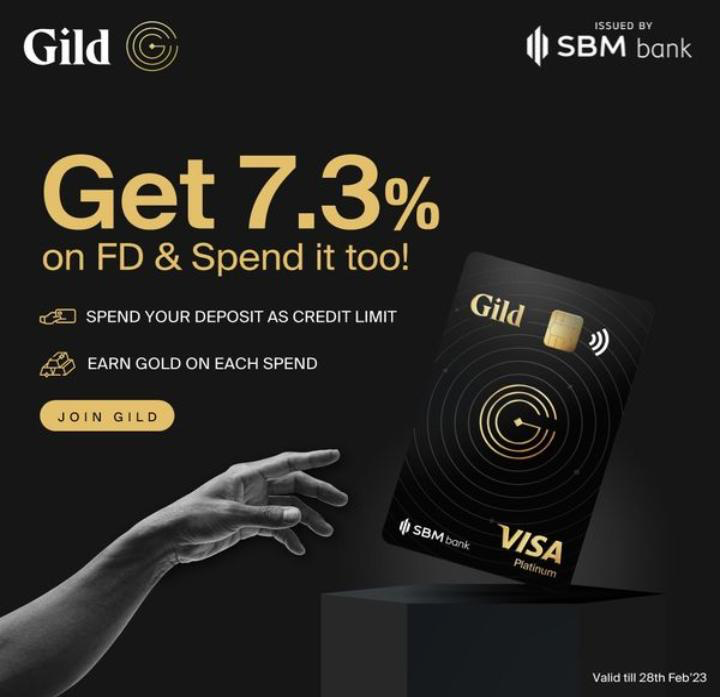 Gild
ISSUED BY
SBM bank
Get 7.3%
on FD & Spend it too!
SPEND YOUR DEPOSIT AS CREDIT LIMIT
EARN GOLD ON EACH SPEND
JOIN GILD
Gild
SBM bank
VISA
Platinum
Valid till 28th Feb'23